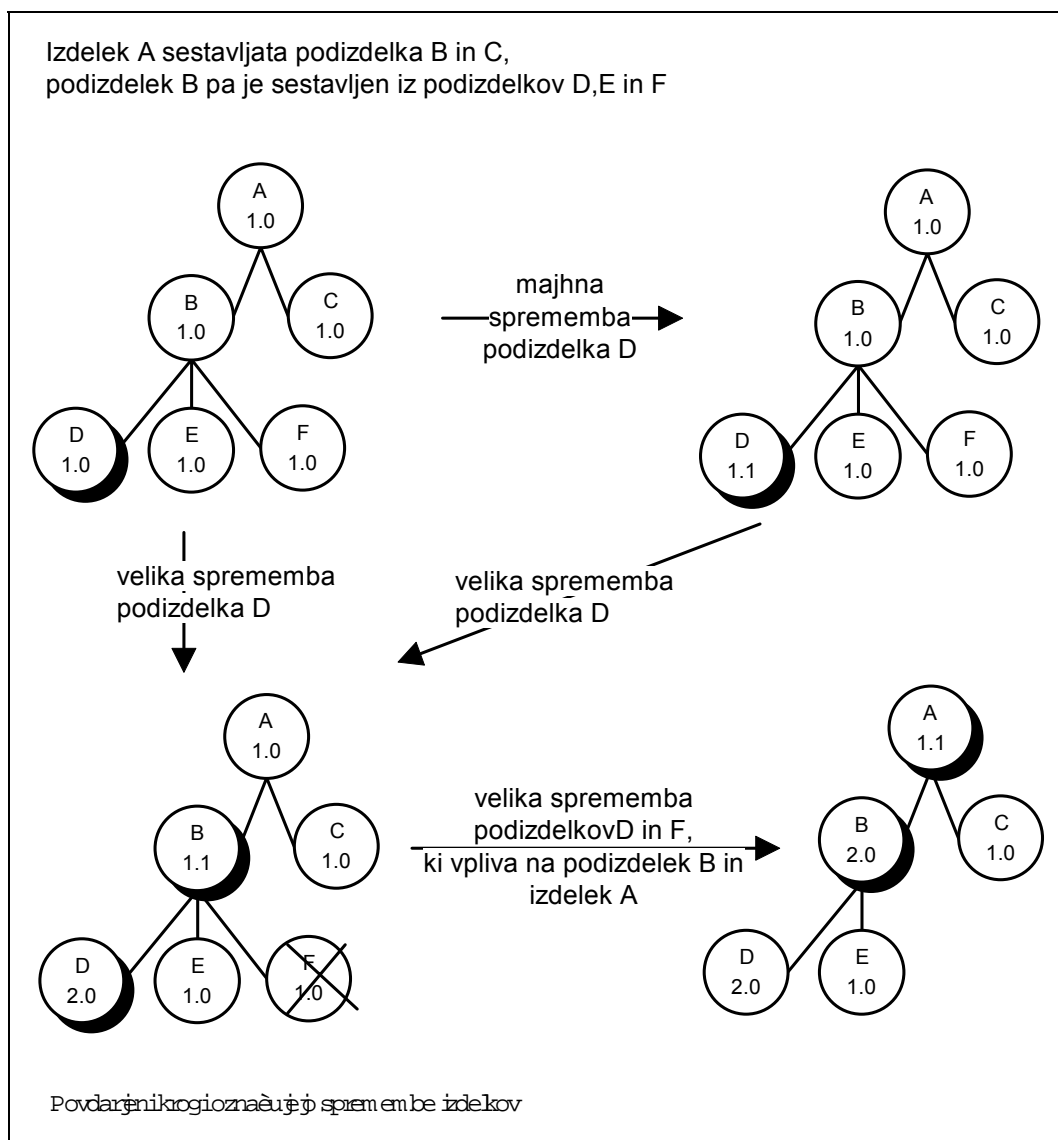 Izdelek A sestavljata podizdelka B in C,
podizdelek B pa je sestavljen iz podizdelkov D,E in F
A
1.0
B
1.0
C
1.0
D
1.0
E
1.0
F
1.0
majhna
sprememba
podizdelka D
A
1.0
B
1.0
C
1.0
D
1.1
E
1.0
F
1.0
velika sprememba
podizdelka D
velika sprememba
podizdelka D
A
1.0
B
1.1
C
1.0
D
2.0
E
1.0
F
1.0
velika sprememba
podizdelkovD in F,
ki vpliva na podizdelek B in
izdelek A
A
1.1
B
2.0
C
1.0
D
2.0
E
1.0
spremembe izdelkov